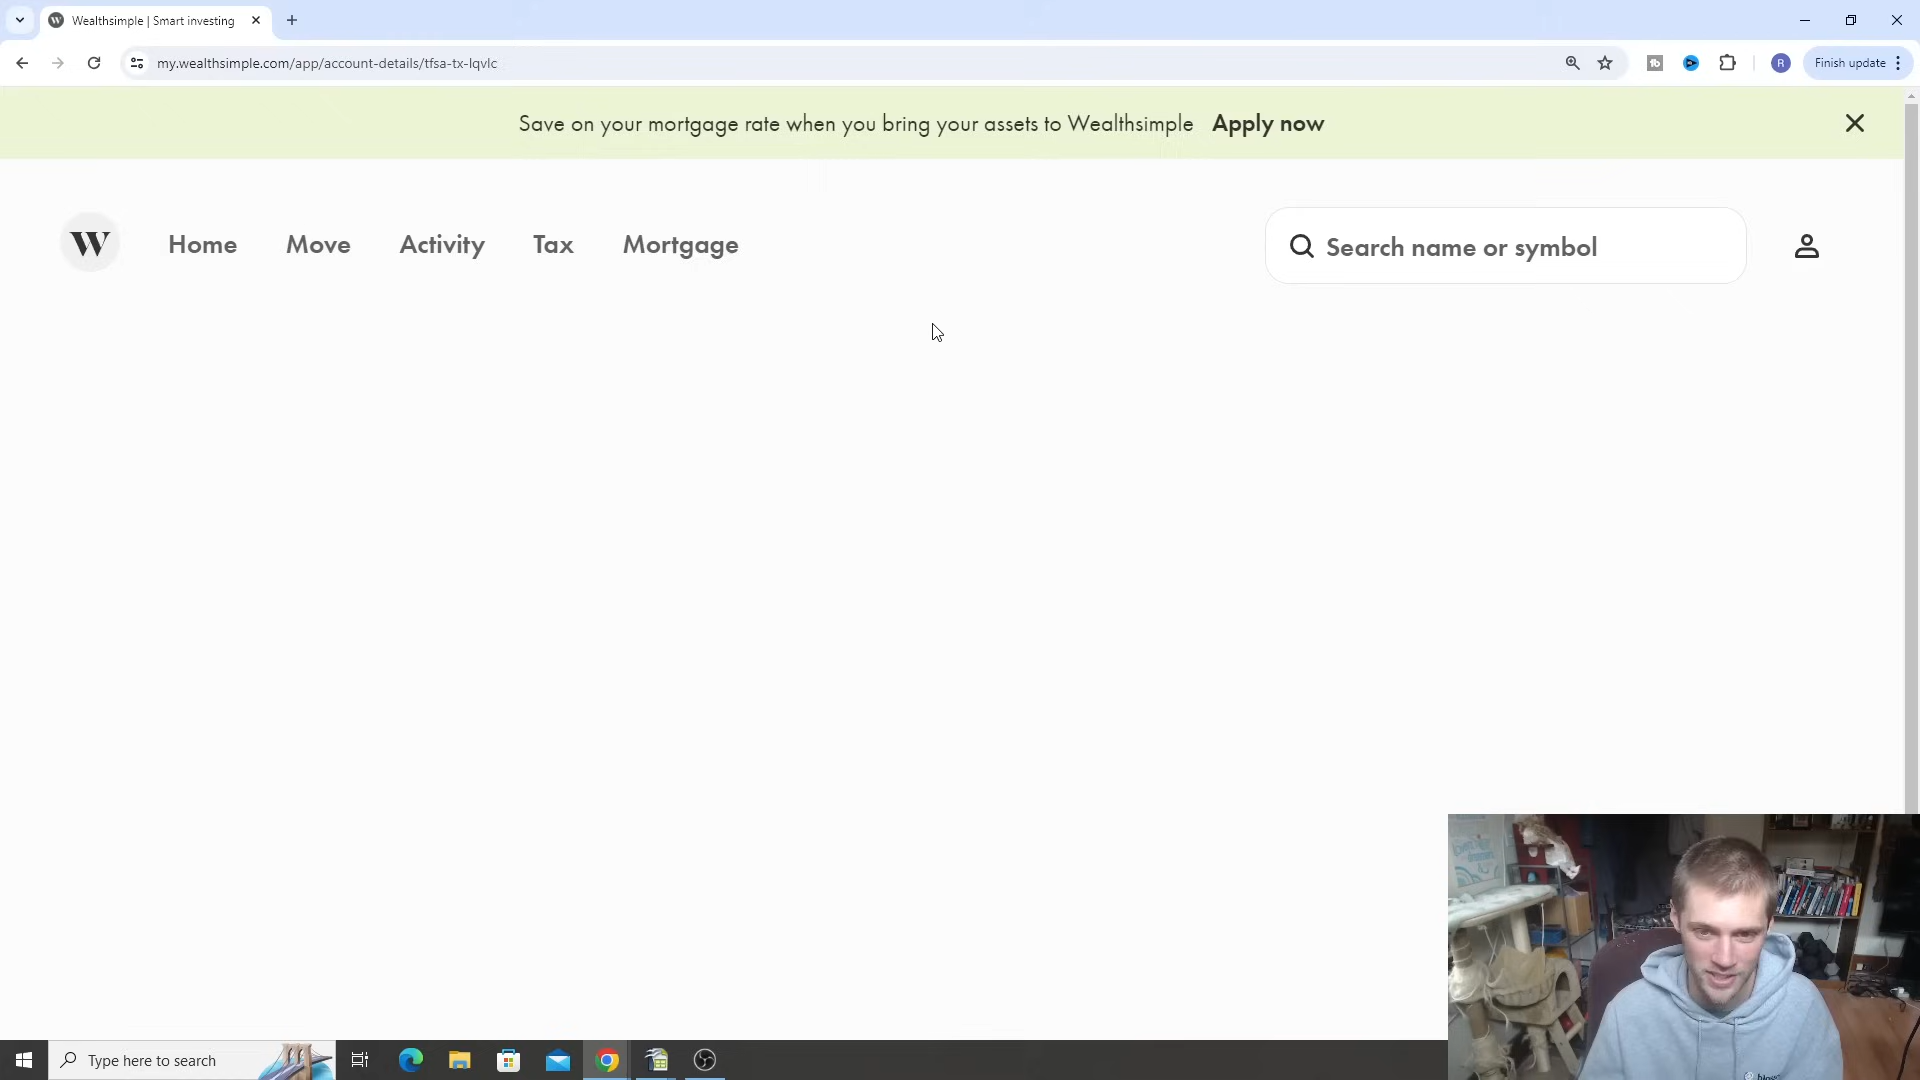 Wealthsimple | Smart investing
my.wealthsimple.com/app/account-details/tfsa-tx-lqvlc
R
Finish update
Save on your mortgage rate when you bring your assets to Wealthsimple Apply now
W
Home Move Activity Tax Mortgage
Search name or symbol
Type here to search